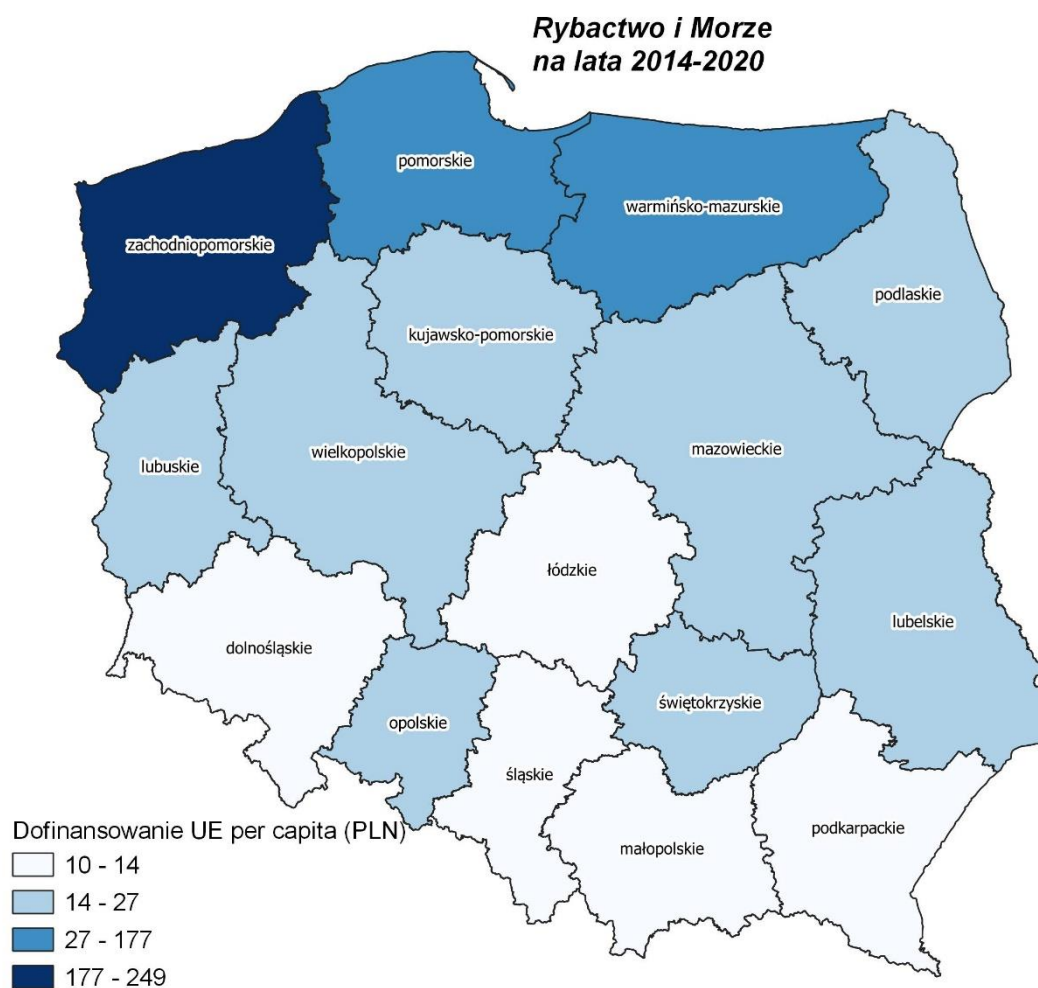 Rybactwo i Morze
na lata 2014-2020
pomorskie
warmińsko-mazurskie
zachodniopomorskie
podlaskie
kujawsko-pomorskie
mazowieckie
wielkopolskie
lubuskie
łódzkie
lubelskie
dolnośląskie
świętokrzyskie
opolskie
śląskie
podkarpackie
małopolskie
Dofinansowanie UE per capita (PLN)
10 - 14
14 - 27
27 - 177
177 - 249